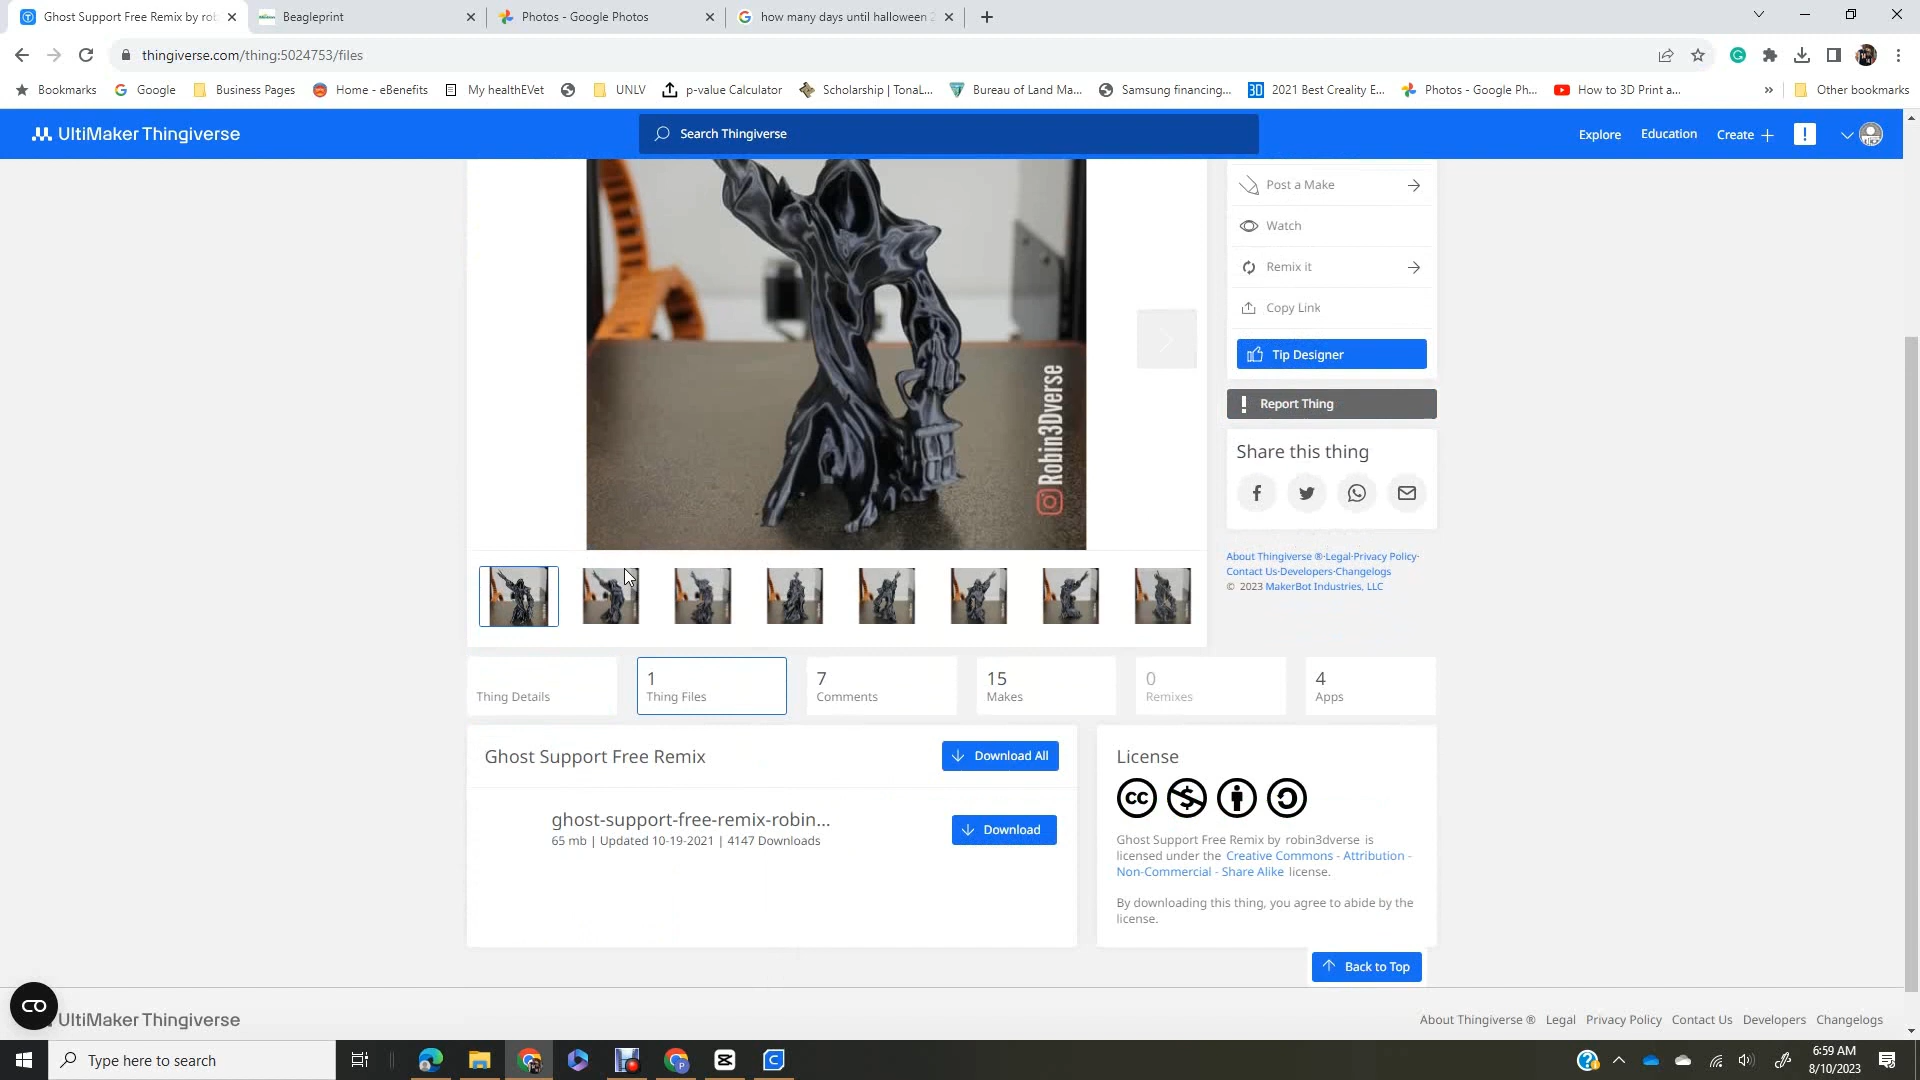 Ghost Support Free Remix by rob
Beagleprint
Photos - Google Photos
how many days until halloween 2
thingiverse.com/thing:5024753/files
Bookmarks
Google
Business Pages
Home - eBenefits
My healthEVet
UNLV
p-value Calculator
Scholarship | TonaL...
Bureau of Land Ma...
Samsung financing...
3D
2021 Best Creality E...
Photos - Google Ph...
How to 3D Print a...
»
Other bookmarks
UltiMaker Thingiverse
Search Thingiverse
Explore
Education
Create +
!
Post a Make
Watch
Remix it
Copy Link
Tip Designer
Report Thing
Robin3Dverse
Share this thing
About Thingiverse ®·Legal·Privacy Policy·
Contact Us·Developers·Changelogs
© 2023 MakerBot Industries, LLC
Thing Details
1
Thing Files
7
Comments
15
Makes
0
Remixes
4
Apps
Ghost Support Free Remix
Download All
ghost-support-free-remix-robin...
65 mb | Updated 10-19-2021 | 4147 Downloads
Download
License
cc
Ghost Support Free Remix by robin3dverse is
licensed under the Creative Commons - Attribution -
Non-Commercial - Share Alike license.
By downloading this thing, you agree to abide by the
license.
Back to Top
UltiMaker Thingiverse
About Thingiverse ®
Legal
Privacy Policy
Contact Us
Developers
Changelogs
Type here to search
6:59 AM
8/10/2023